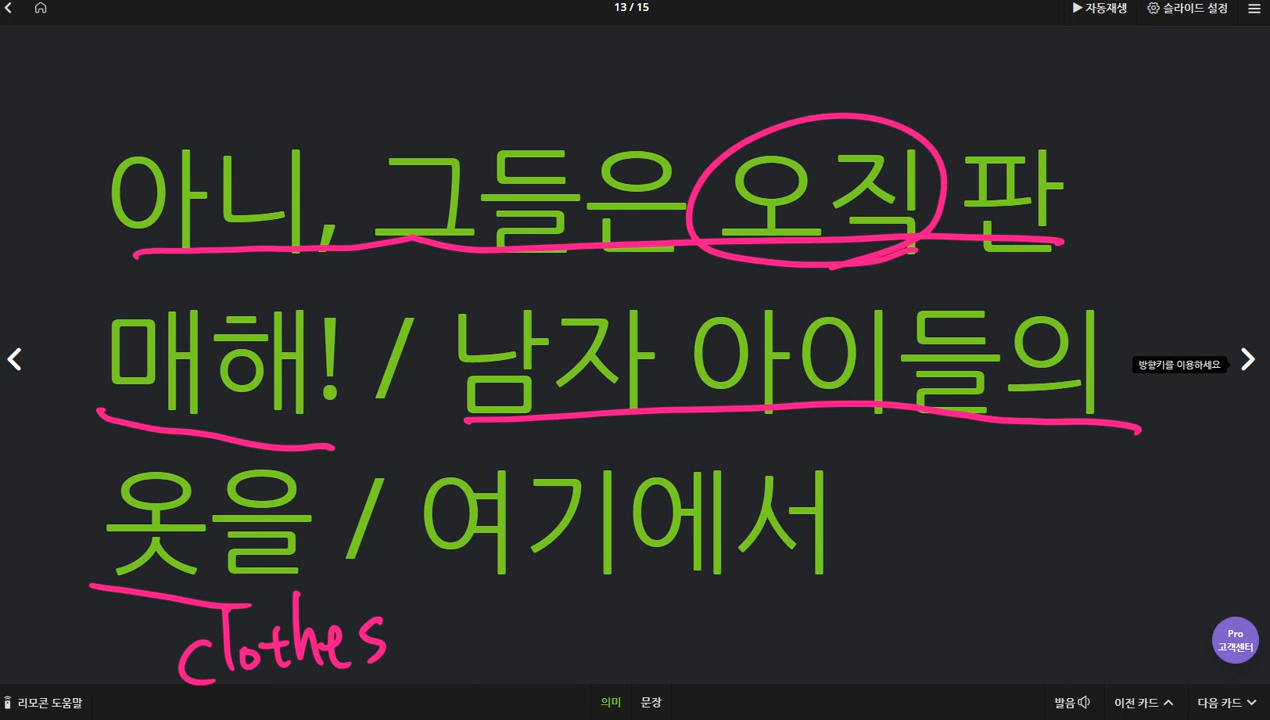 13 / 15
자동재생
슬라이드 설정
아니, 그들은 오직 판
매해! / 남자 아이들의
방향키를 이용하세요
옷을 / 여기에서
clothes
Pro
고객센터
리모콘 도움말
의미
문장
발음
이전 카드
다음 카드